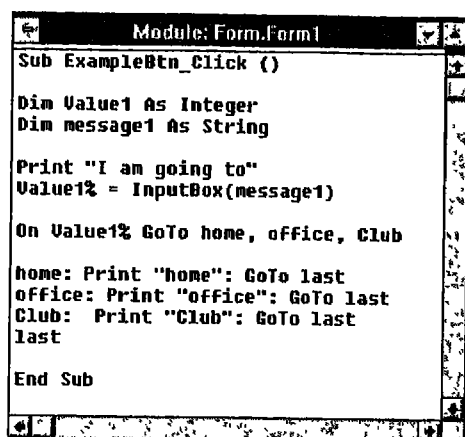 Module: Form.Form1
Sub ExampleBtn_Click ()
Dim Value1 As Integer
Dim message1 As String
Print "I am going to"
Value1% = InputBox(message1)
On Value1% GoTo home, office, Club
home: Print "home": GoTo last
office: Print "office": GoTo last
Club:  Print "Club": GoTo last
last
End Sub